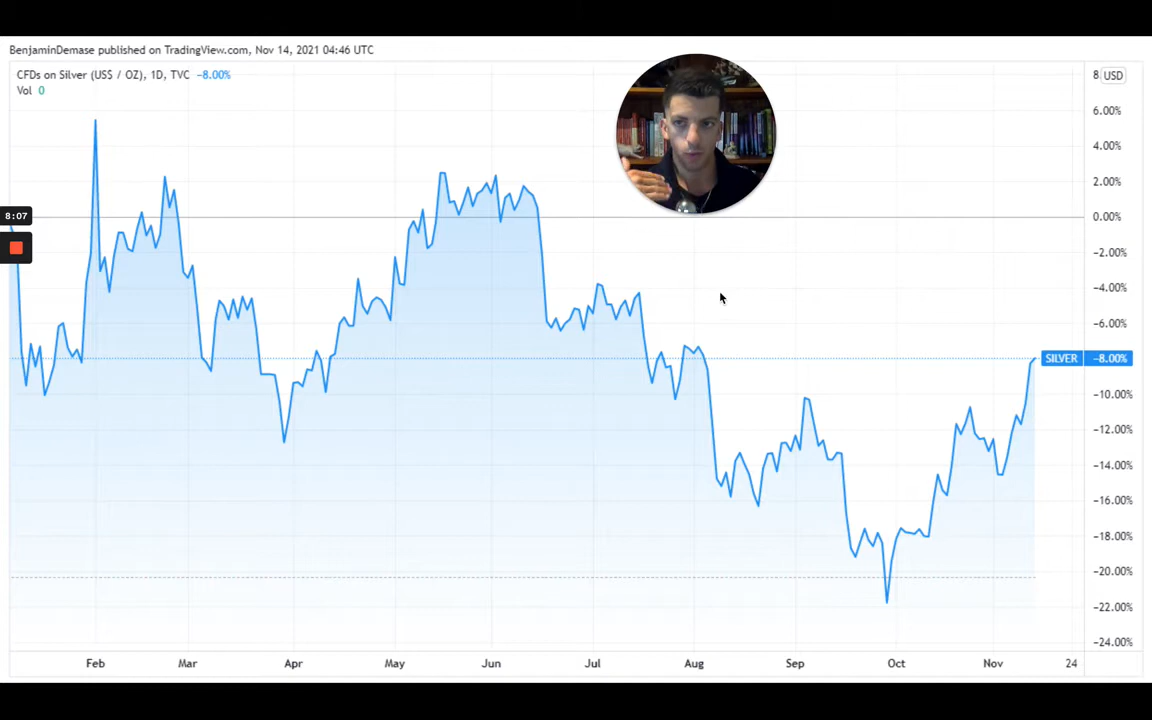 BenjaminDemase published on TradingView.com, Nov 14, 2021 04:46 UTC
CFDs on Silver (US$ / OZ), 1D, TVC −8.00%
Vol 0
8 USD
6.00%
4.00%
2.00%
0.00%
−2.00%
−4.00%
−6.00%
SILVER −8.00%
−10.00%
−12.00%
−14.00%
−16.00%
−18.00%
−20.00%
−22.00%
−24.00%
8:07
Feb Mar Apr May Jun Jul Aug Sep Oct Nov 24